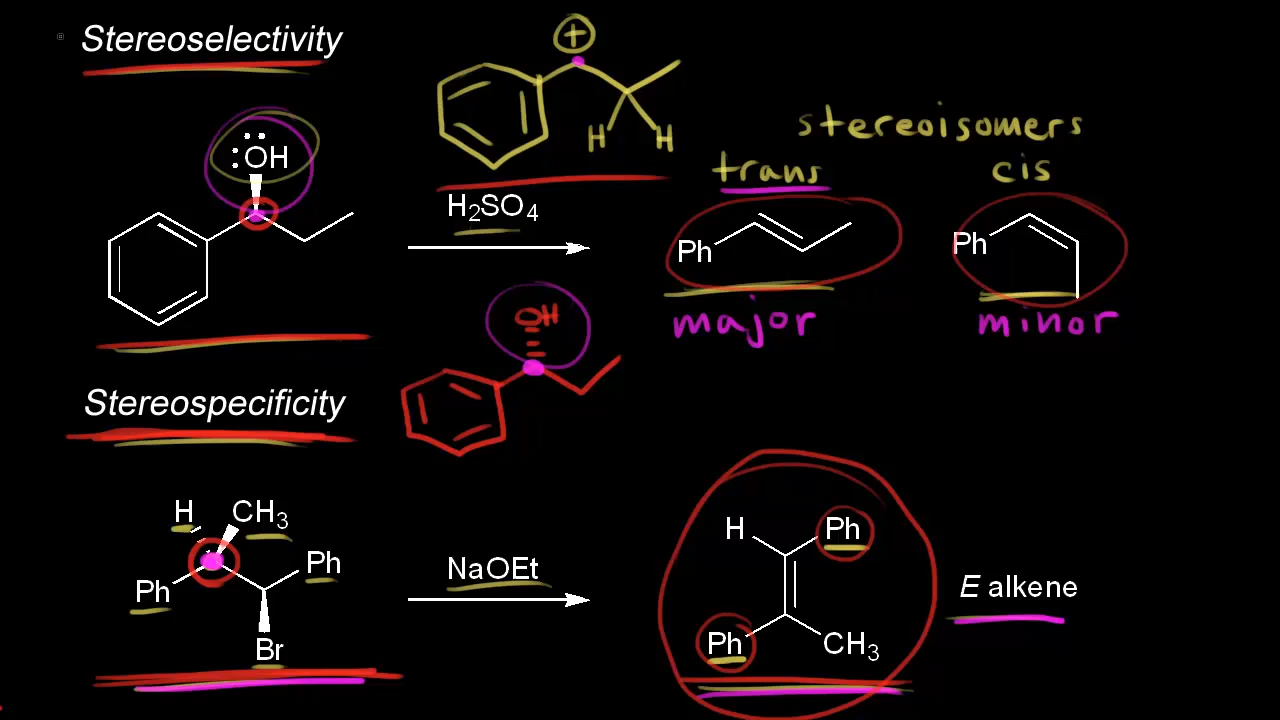 Stereoselectivity
+
H H
stereoisomers
trans cis
:OH
H₂SO₄
Ph Ph
OH
major minor
Stereospecificity
H CH₃
Ph
Ph
Br
NaOEt
H Ph
Ph CH₃
E alkene